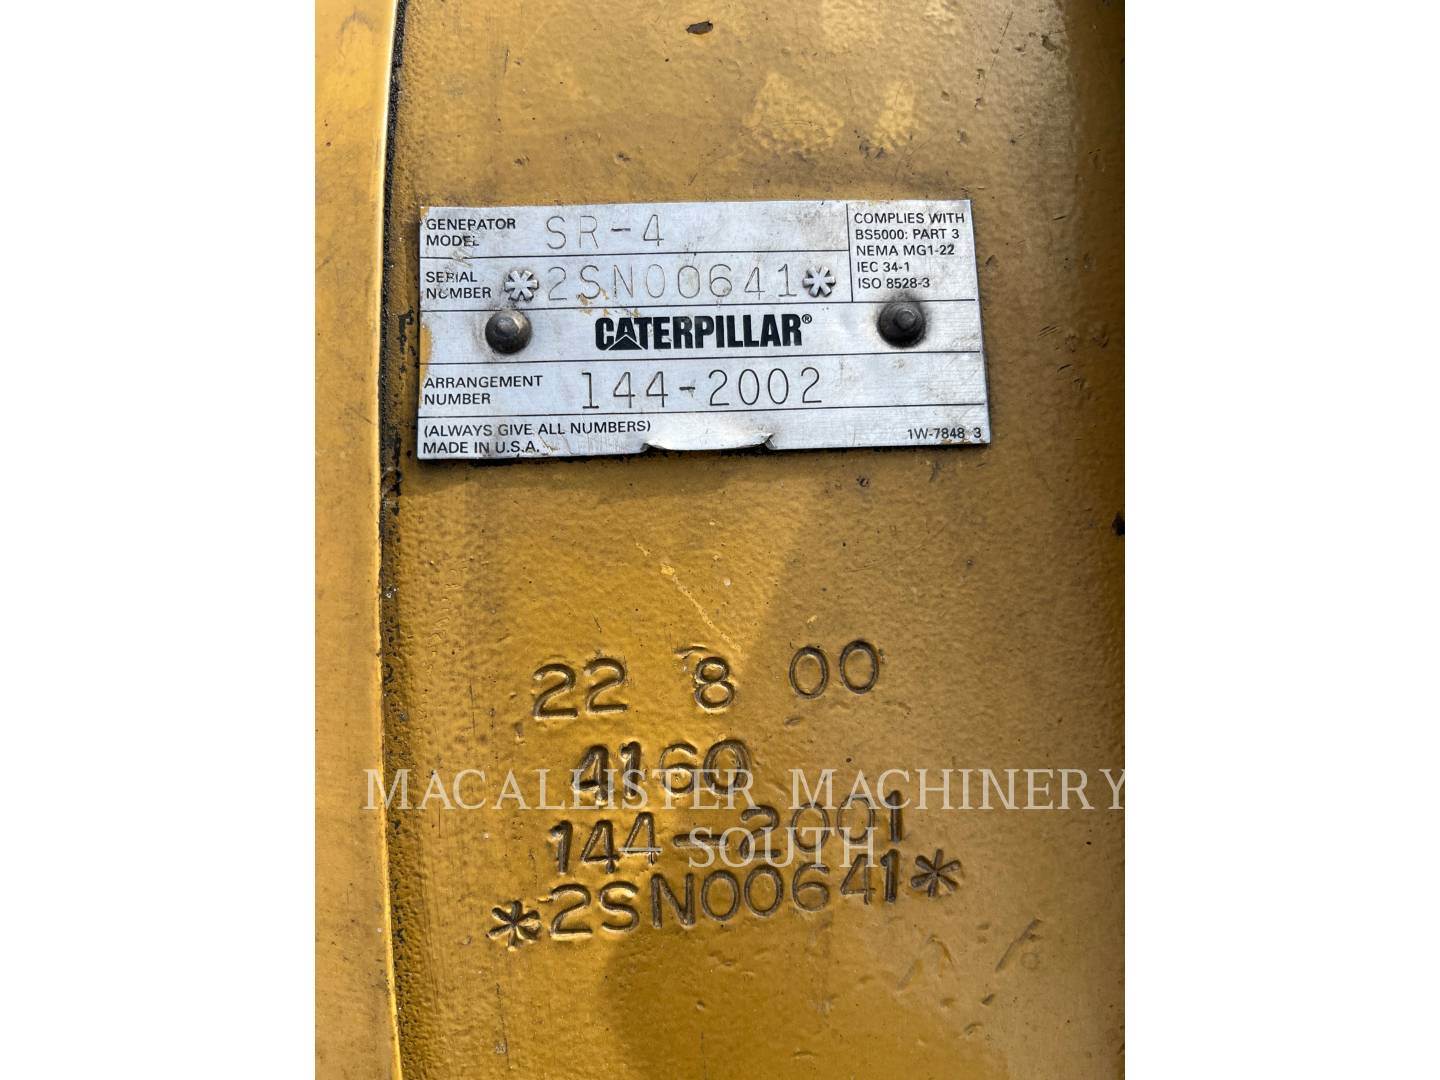 GENERATOR MODEL SR-4
SERIAL NUMBER *2SN00641*
COMPLIES WITH
BS5000: PART 3
NEMA MG1-22
IEC 34-1
ISO 8528-3
CATERPILLAR®
ARRANGEMENT NUMBER 144-2002
(ALWAYS GIVE ALL NUMBERS)
MADE IN U.S.A.
1W-7848 3
22 8 00
4160
144-2001
*2SN00641*
MACALLISTER MACHINERY
— SOUTH —